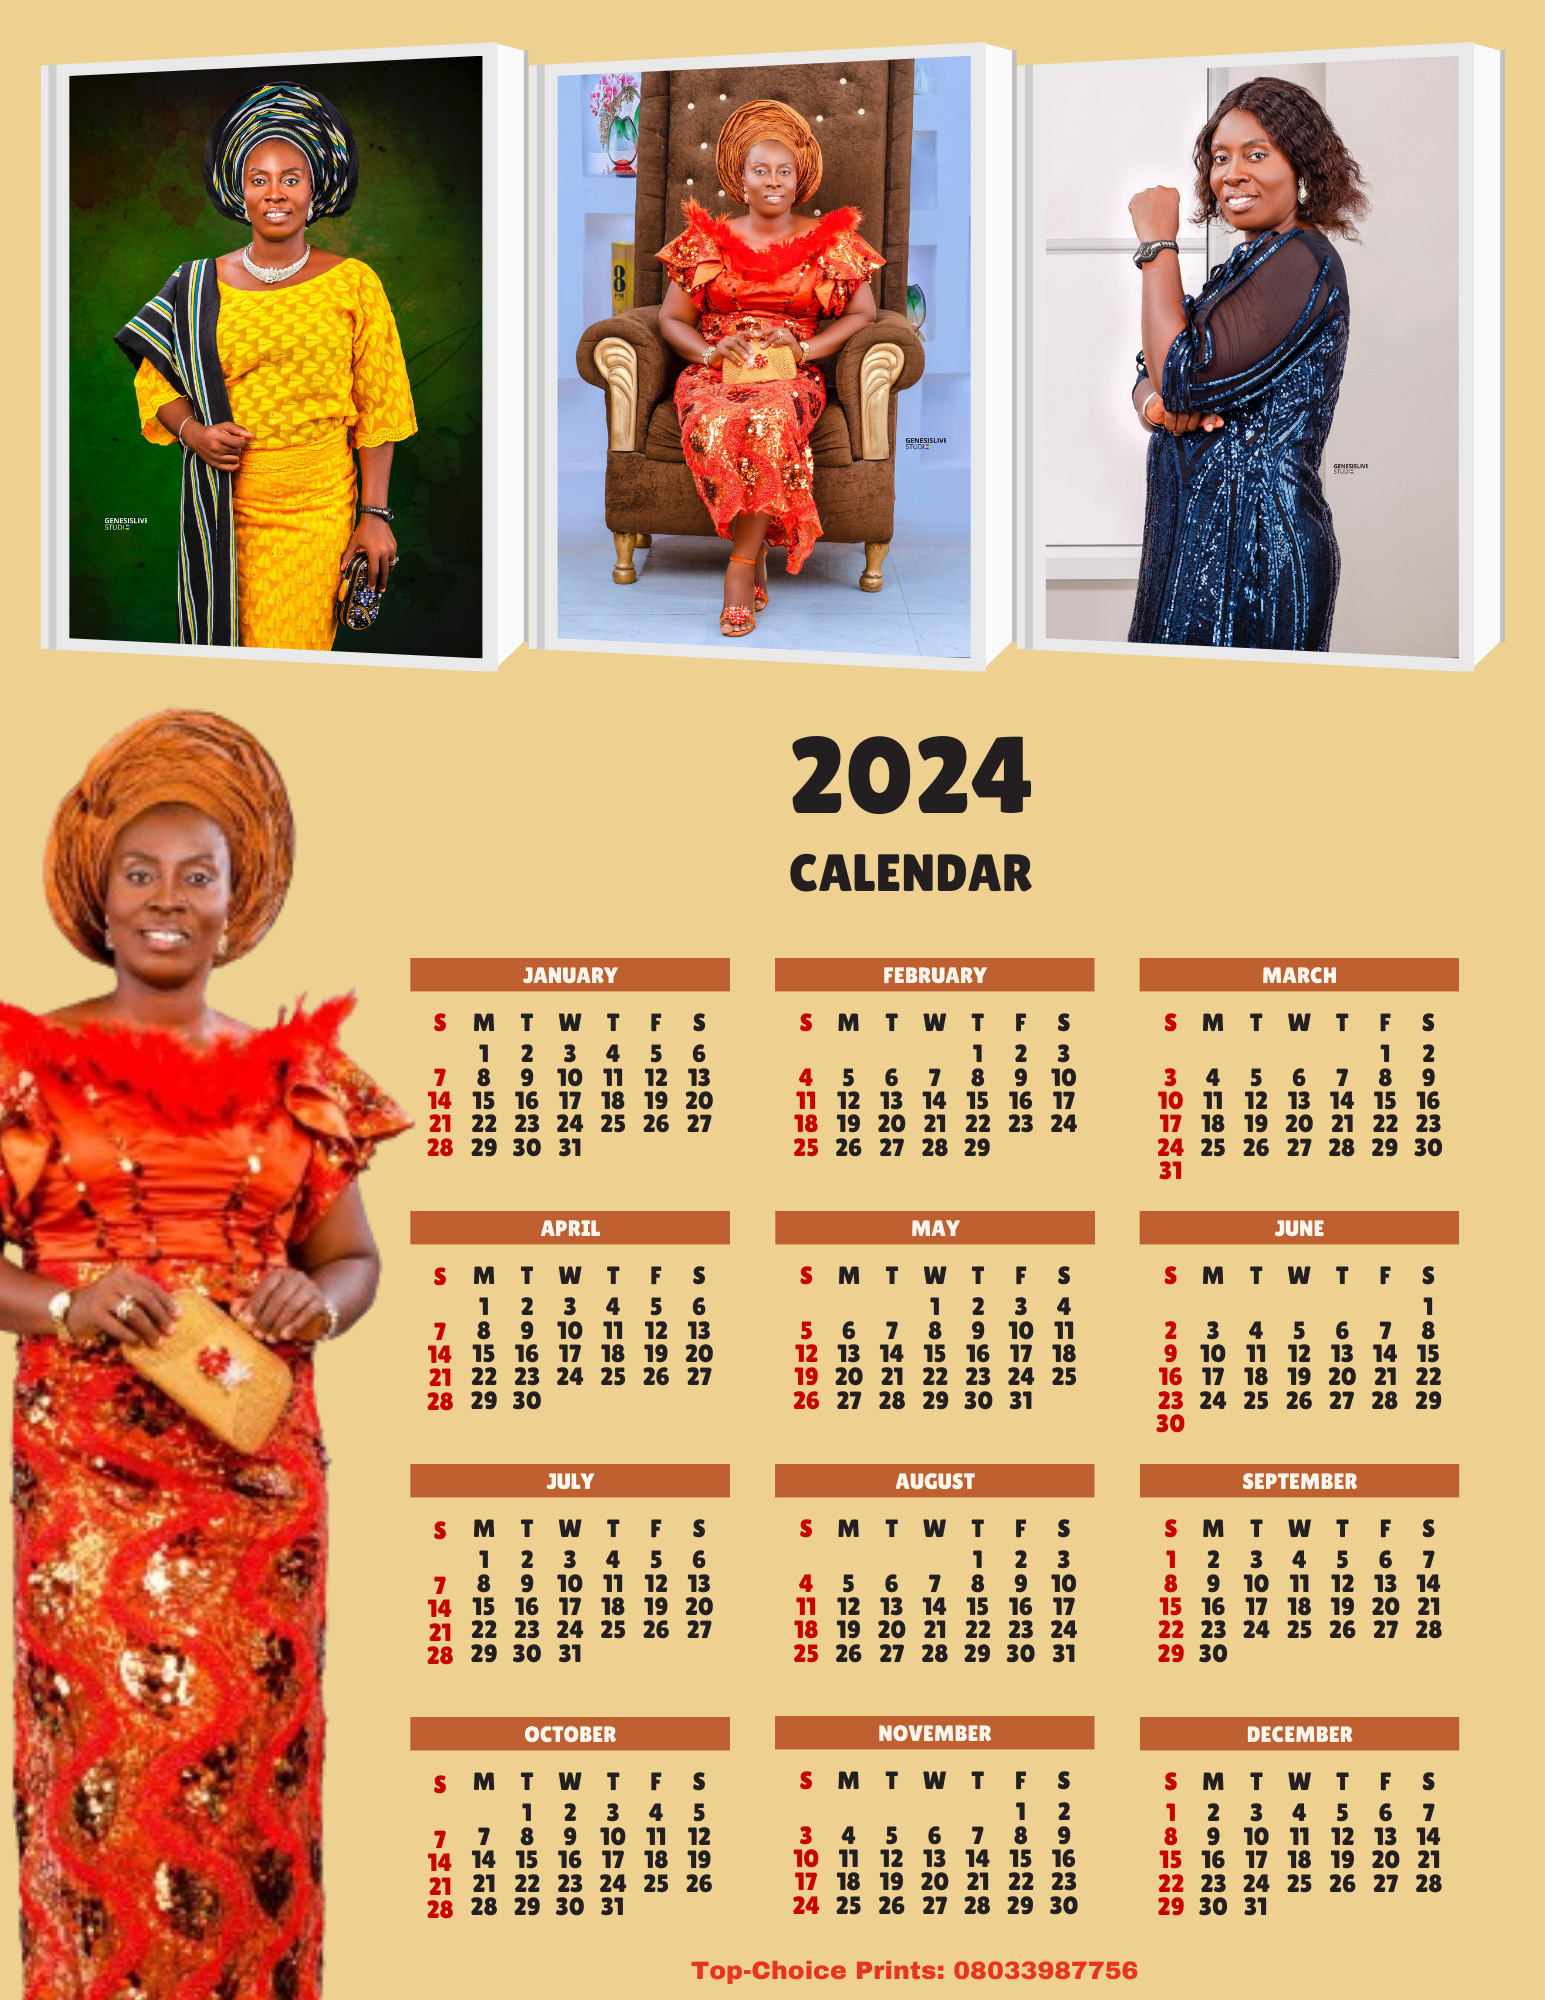 8
FM
GENESISLIVE
STUDIO
GENESISLIVE
STUDIO
GENESISLIVE
STUDIO
2024
CALENDAR
JANUARY
S M T W T F S
1 2 3 4 5 6
7 8 9 10 11 12 13
14 15 16 17 18 19 20
21 22 23 24 25 26 27
28 29 30 31
FEBRUARY
S M T W T F S
1 2 3
4 5 6 7 8 9 10
11 12 13 14 15 16 17
18 19 20 21 22 23 24
25 26 27 28 29
MARCH
S M T W T F S
1 2
3 4 5 6 7 8 9
10 11 12 13 14 15 16
17 18 19 20 21 22 23
24 25 26 27 28 29 30
31
APRIL
S M T W T F S
1 2 3 4 5 6
7 8 9 10 11 12 13
14 15 16 17 18 19 20
21 22 23 24 25 26 27
28 29 30
MAY
S M T W T F S
1 2 3 4
5 6 7 8 9 10 11
12 13 14 15 16 17 18
19 20 21 22 23 24 25
26 27 28 29 30 31
JUNE
S M T W T F S
1
2 3 4 5 6 7 8
9 10 11 12 13 14 15
16 17 18 19 20 21 22
23 24 25 26 27 28 29
30
JULY
S M T W T F S
1 2 3 4 5 6
7 8 9 10 11 12 13
14 15 16 17 18 19 20
21 22 23 24 25 26 27
28 29 30 31
AUGUST
S M T W T F S
1 2 3
4 5 6 7 8 9 10
11 12 13 14 15 16 17
18 19 20 21 22 23 24
25 26 27 28 29 30 31
SEPTEMBER
S M T W T F S
1 2 3 4 5 6 7
8 9 10 11 12 13 14
15 16 17 18 19 20 21
22 23 24 25 26 27 28
29 30
OCTOBER
S M T W T F S
1 2 3 4 5
7 7 8 9 10 11 12
14 14 15 16 17 18 19
21 21 22 23 24 25 26
28 28 29 30 31
NOVEMBER
S M T W T F S
1 2
3 4 5 6 7 8 9
10 11 12 13 14 15 16
17 18 19 20 21 22 23
24 25 26 27 28 29 30
DECEMBER
S M T W T F S
1 2 3 4 5 6 7
8 9 10 11 12 13 14
15 16 17 18 19 20 21
22 23 24 25 26 27 28
29 30 31
Top-Choice Prints: 08033987756